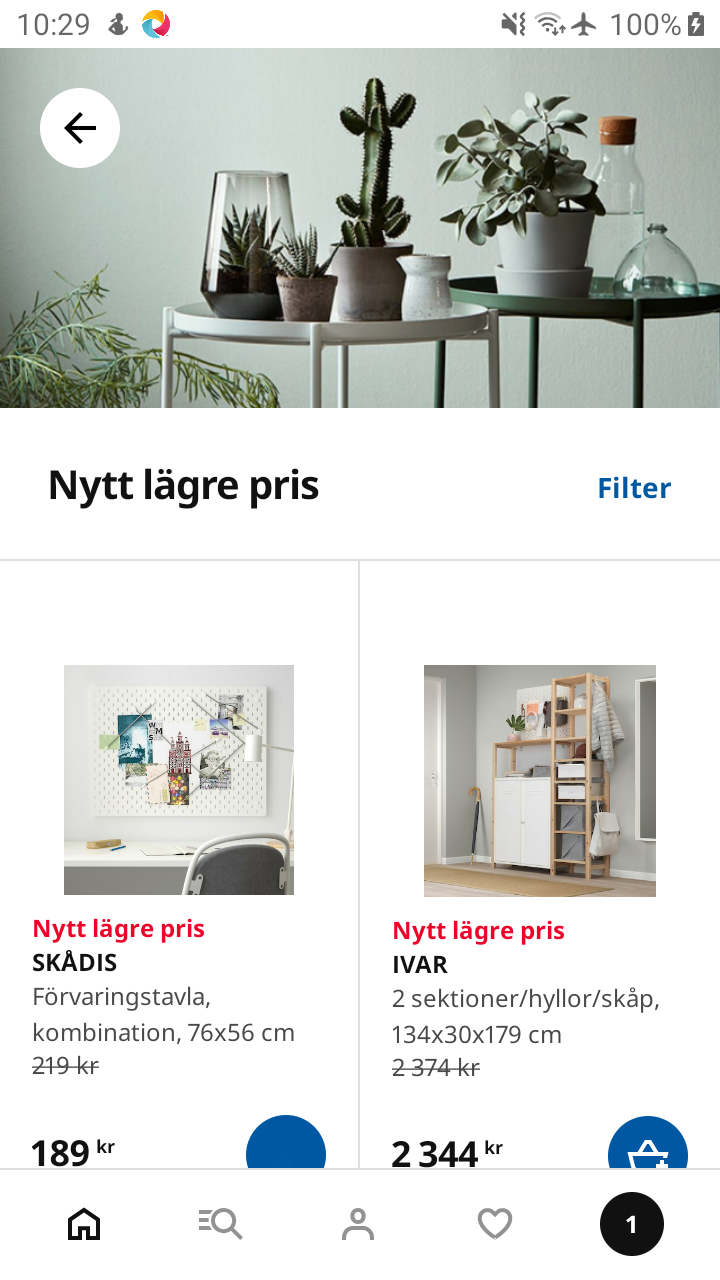 10:29
100%
Nytt lägre pris
Filter
Nytt lägre pris
SKÅDIS
Förvaringstavla,
kombination, 76x56 cm
219 kr
189 kr
Nytt lägre pris
IVAR
2 sektioner/hyllor/skåp,
134x30x179 cm
2 374 kr
2 344 kr
1